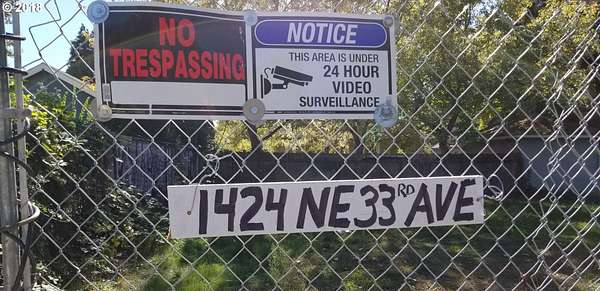 © 2018
NO
TRESPASSING
NOTICE
THIS AREA IS UNDER
24 HOUR
VIDEO
SURVEILLANCE
1424 NE 33RD AVE